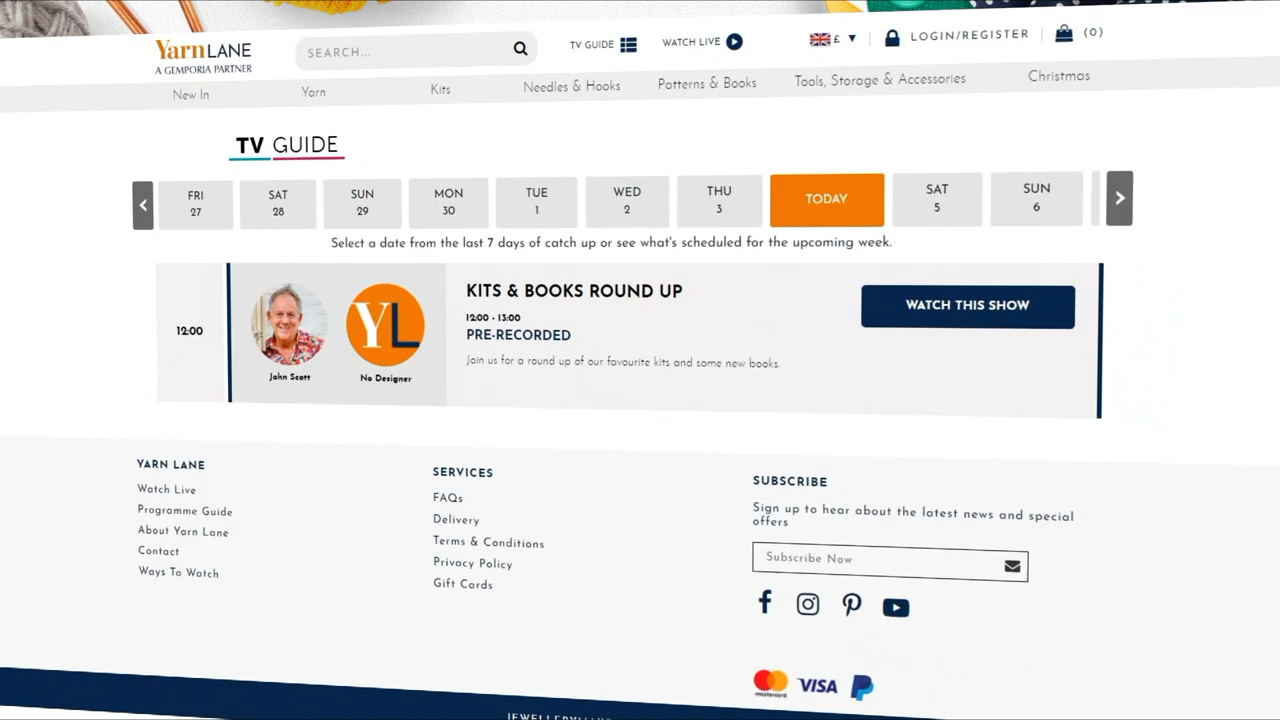 YarnLANE
A GEMPORIA PARTNER
SEARCH...
TV GUIDE
WATCH LIVE
£
LOGIN/REGISTER
(0)
New In
Yarn
Kits
Needles & Hooks
Patterns & Books
Tools, Storage & Accessories
Christmas
TV GUIDE
FRI
27
SAT
28
SUN
29
MON
30
TUE
1
WED
2
THU
3
TODAY
SAT
5
SUN
6
Select a date from the last 7 days of catch up or see what's scheduled for the upcoming week.
12:00
YL
John Scott
No Designer
KITS & BOOKS ROUND UP
12:00 - 13:00
PRE-RECORDED
Join us for a round up of our favourite kits and some new books.
WATCH THIS SHOW
YARN LANE
Watch Live
Programme Guide
About Yarn Lane
Contact
Ways To Watch
SERVICES
FAQs
Delivery
Terms & Conditions
Privacy Policy
Gift Cards
SUBSCRIBE
Sign up to hear about the latest news and special
offers
Subscribe Now
mastercard
VISA